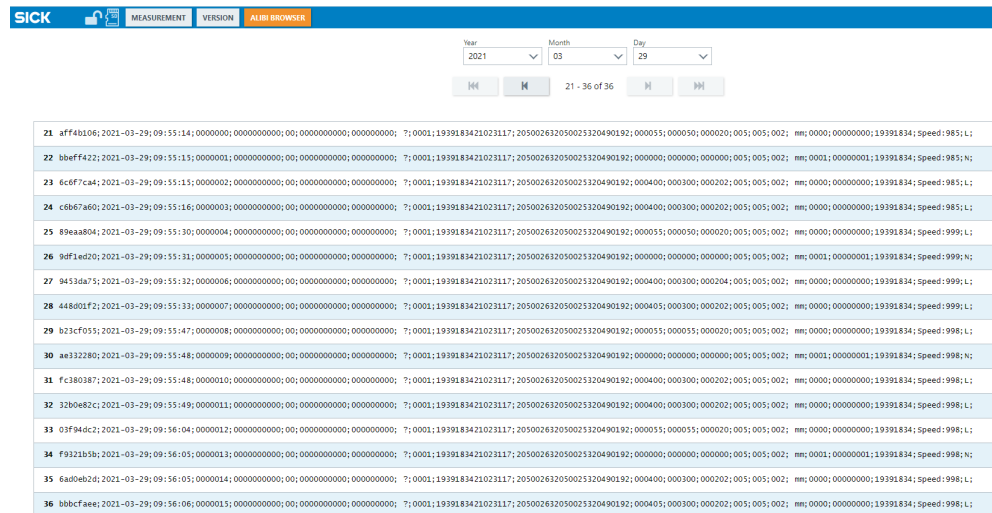 SICK MEASUREMENT VERSION ALIBI BROWSER
Year Month Day
2021 03 29
21 - 36 of 36
21 aff4b106;2021-03-29;09:55:14;0000000;0000000000;00;0000000000;000000000; ?;0001;1939183421023117;205002632050025320490192;000055;000050;000020;005;005;002; mm;0000;00000000;19391834;Speed:985;L;
22 bbeff422;2021-03-29;09:55:15;0000001;0000000000;00;0000000000;000000000; ?;0001;1939183421023117;205002632050025320490192;000000;000000;000000;005;005;002; mm;0001;00000001;19391834;Speed:985;N;
23 6c6f7ca4;2021-03-29;09:55:15;0000002;0000000000;00;0000000000;000000000; ?;0001;1939183421023117;205002632050025320490192;000400;000300;000202;005;005;002; mm;0000;00000000;19391834;Speed:985;L;
24 c6b67a60;2021-03-29;09:55:16;0000003;0000000000;00;0000000000;000000000; ?;0001;1939183421023117;205002632050025320490192;000400;000300;000202;005;005;002; mm;0000;00000000;19391834;Speed:985;L;
25 89eaa804;2021-03-29;09:55:30;0000004;0000000000;00;0000000000;000000000; ?;0001;1939183421023117;205002632050025320490192;000055;000050;000020;005;005;002; mm;0000;00000000;19391834;Speed:999;L;
26 9df1ed20;2021-03-29;09:55:31;0000005;0000000000;00;0000000000;000000000; ?;0001;1939183421023117;205002632050025320490192;000000;000000;000000;005;005;002; mm;0001;00000001;19391834;Speed:999;N;
27 9453da75;2021-03-29;09:55:32;0000006;0000000000;00;0000000000;000000000; ?;0001;1939183421023117;205002632050025320490192;000400;000300;000204;005;005;002; mm;0000;00000000;19391834;Speed:999;L;
28 448d01f2;2021-03-29;09:55:33;0000007;0000000000;00;0000000000;000000000; ?;0001;1939183421023117;205002632050025320490192;000405;000300;000202;005;005;002; mm;0000;00000000;19391834;Speed:999;L;
29 b23cf055;2021-03-29;09:55:47;0000008;0000000000;00;0000000000;000000000; ?;0001;1939183421023117;205002632050025320490192;000055;000055;000020;005;005;002; mm;0000;00000000;19391834;Speed:998;L;
30 ae332280;2021-03-29;09:55:48;0000009;0000000000;00;0000000000;000000000; ?;0001;1939183421023117;205002632050025320490192;000000;000000;000000;005;005;002; mm;0001;00000001;19391834;Speed:998;N;
31 fc380387;2021-03-29;09:55:48;0000010;0000000000;00;0000000000;000000000; ?;0001;1939183421023117;205002632050025320490192;000400;000300;000202;005;005;002; mm;0000;00000000;19391834;Speed:998;L;
32 32b0e82c;2021-03-29;09:55:49;0000011;0000000000;00;0000000000;000000000; ?;0001;1939183421023117;205002632050025320490192;000400;000300;000202;005;005;002; mm;0000;00000000;19391834;Speed:998;L;
33 03f94dc2;2021-03-29;09:56:04;0000012;0000000000;00;0000000000;000000000; ?;0001;1939183421023117;205002632050025320490192;000055;000055;000020;005;005;002; mm;0000;00000000;19391834;Speed:998;L;
34 f9321b5b;2021-03-29;09:56:05;0000013;0000000000;00;0000000000;000000000; ?;0001;1939183421023117;205002632050025320490192;000000;000000;000000;005;005;002; mm;0001;00000001;19391834;Speed:998;N;
35 6ad0eb2d;2021-03-29;09:56:05;0000014;0000000000;00;0000000000;000000000; ?;0001;1939183421023117;205002632050025320490192;000400;000300;000202;005;005;002; mm;0000;00000000;19391834;Speed:998;L;
36 bbbcfaee;2021-03-29;09:56:06;0000015;0000000000;00;0000000000;000000000; ?;0001;1939183421023117;205002632050025320490192;000405;000300;000202;005;005;002; mm;0000;00000000;19391834;Speed:998;L;